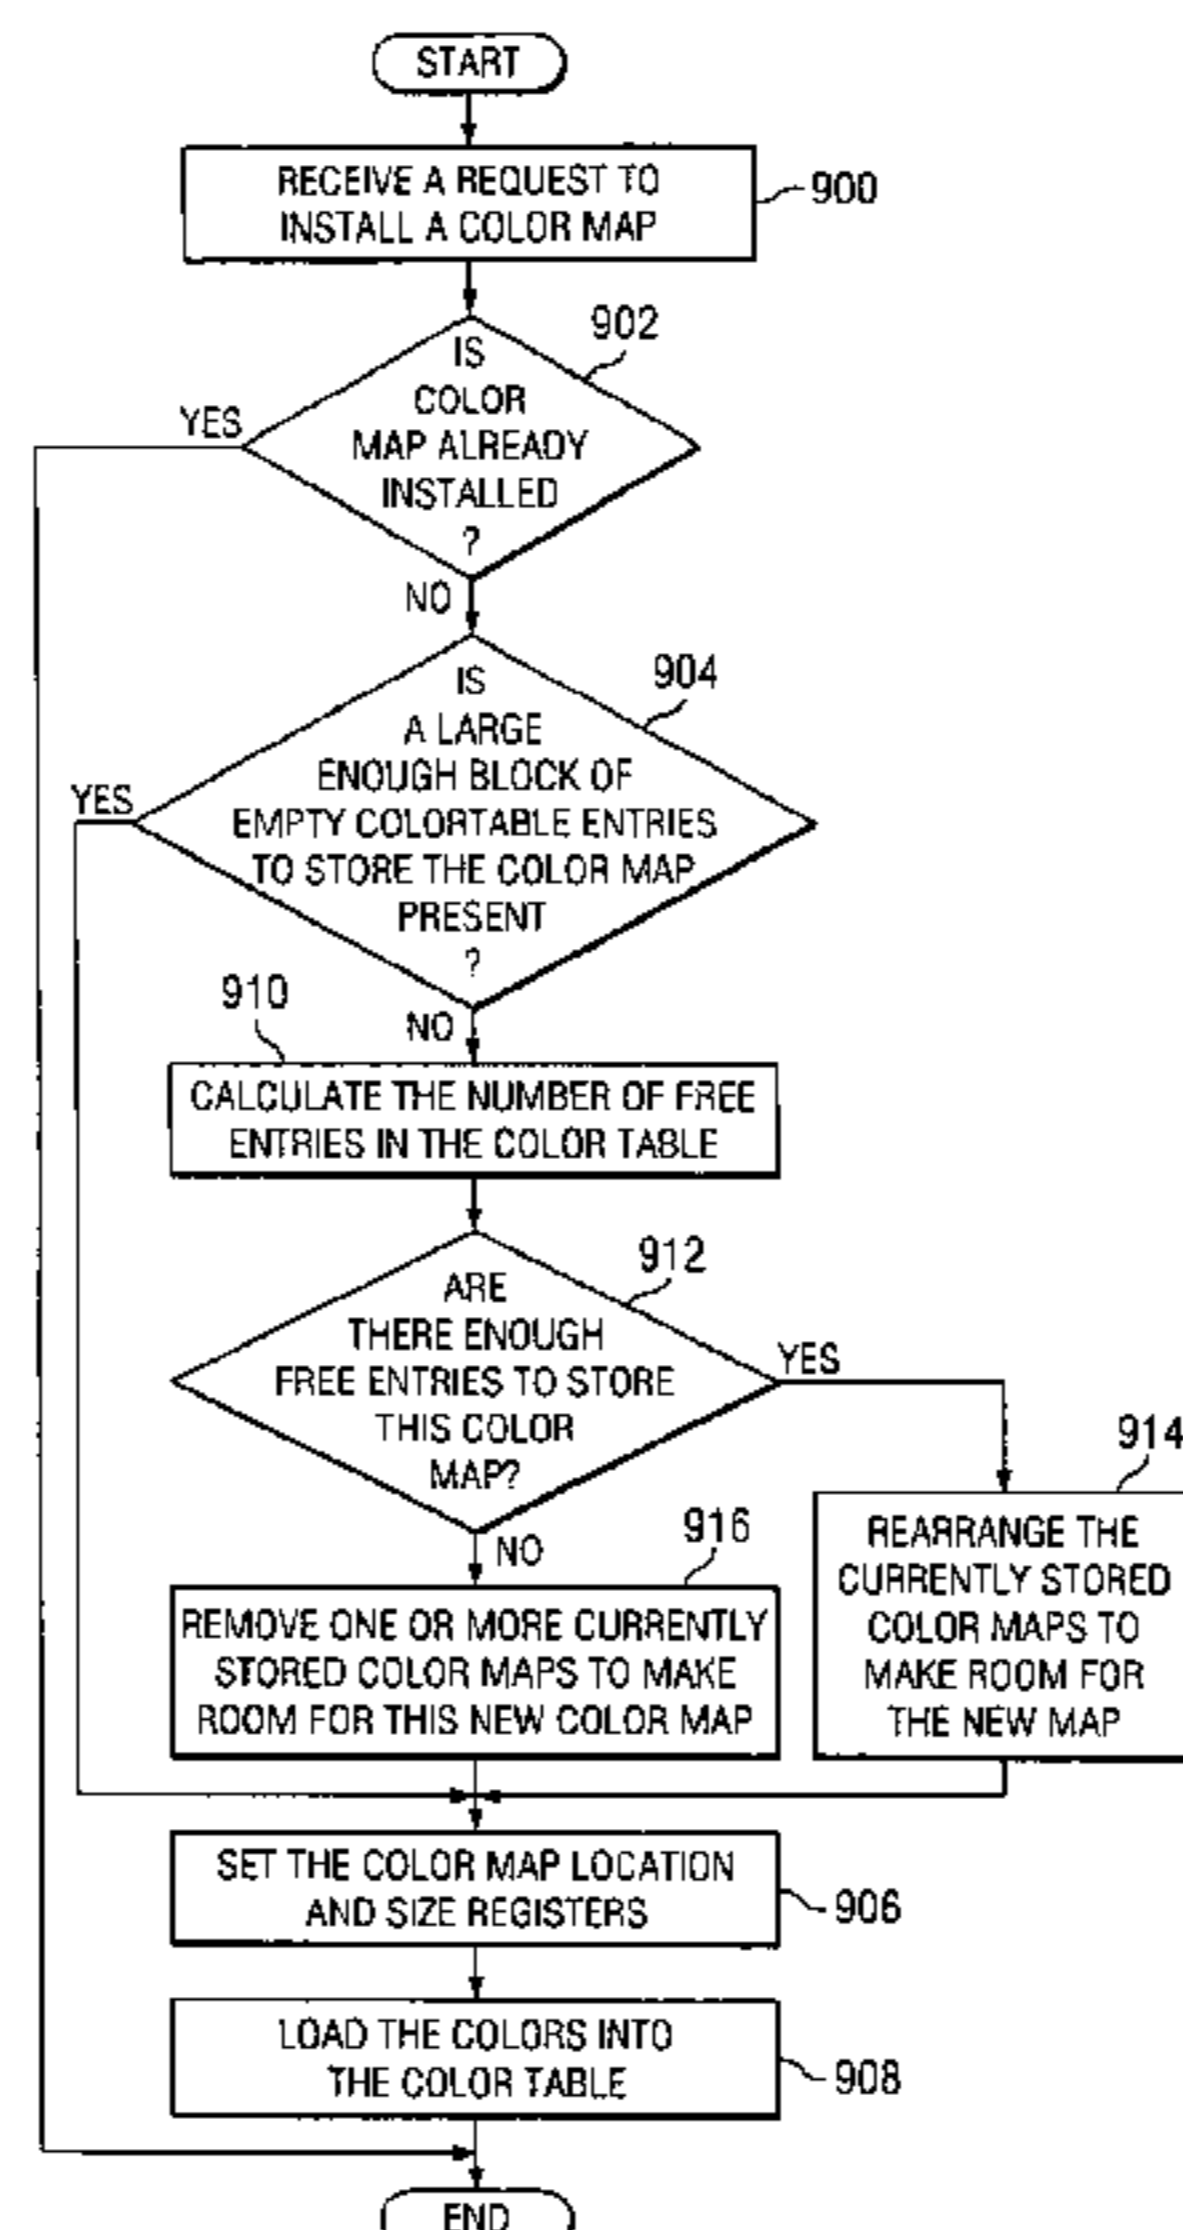 START
RECEIVE A REQUEST TO
INSTALL A COLOR MAP
900
902
IS
COLOR
MAP ALREADY
INSTALLED
?
YES
NO
904
IS
A LARGE
ENOUGH BLOCK OF
EMPTY COLORTABLE ENTRIES
TO STORE THE COLOR MAP
PRESENT
?
YES
NO
910
CALCULATE THE NUMBER OF FREE
ENTRIES IN THE COLOR TABLE
912
ARE
THERE ENOUGH
FREE ENTRIES TO STORE
THIS COLOR
MAP?
YES
NO
914
REARRANGE THE
CURRENTLY STORED
COLOR MAPS TO
MAKE ROOM FOR
THE NEW MAP
916
REMOVE ONE OR MORE CURRENTLY
STORED COLOR MAPS TO MAKE
ROOM FOR THIS NEW COLOR MAP
SET THE COLOR MAP LOCATION
AND SIZE REGISTERS
906
LOAD THE COLORS INTO
THE COLOR TABLE
908
END